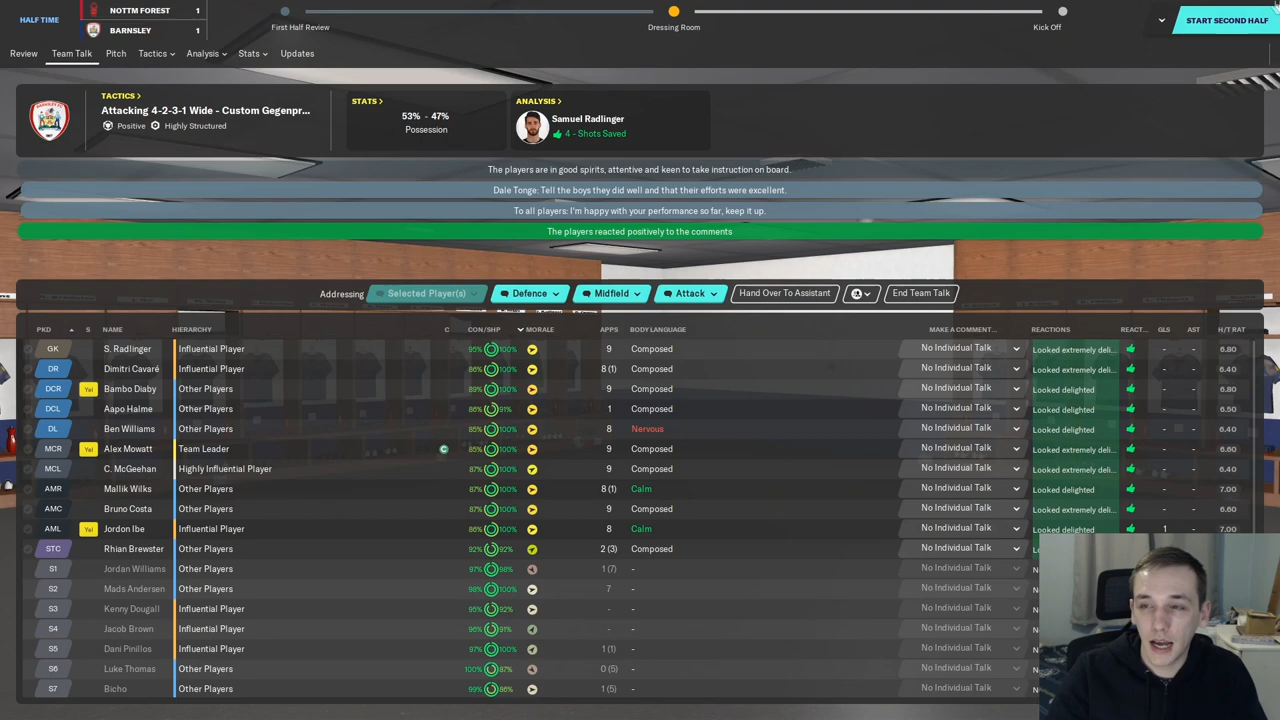 HALF TIME
NOTTM FOREST 1
BARNSLEY 1
First Half Review
Dressing Room
Kick Off
START SECOND HALF
Review Team Talk Pitch Tactics Analysis Stats Updates
TACTICS >
Attacking 4-2-3-1 Wide - Custom Gegenpr...
Positive Highly Structured
STATS >
53% - 47%
Possession
ANALYSIS >
Samuel Radlinger
4 - Shots Saved
The players are in good spirits, attentive and keen to take instruction on board.
Dale Tonge: Tell the boys they did well and that their efforts were excellent.
To all players: I'm happy with your performance so far, keep it up.
The players reacted positively to the comments
Addressing Selected Player(s) Defence Midfield Attack Hand Over To Assistant End Team Talk
PKD S NAME HIERARCHY C CON/SHP MORALE APPS BODY LANGUAGE MAKE A COMMENT... REACTIONS REACT... GLS AST H/T RAT
GK S. Radlinger Influential Player 95% 100% 9 Composed No Individual Talk Looked extremely deli... - - 6.80
DR Dimitri Cavaré Influential Player 86% 100% 8 (1) Composed No Individual Talk Looked extremely deli... - - 6.40
DCR Yel Bambo Diaby Other Players 89% 100% 9 Composed No Individual Talk Looked extremely deli... - - 6.80
DCL Aapo Halme Other Players 86% 91% 1 Composed No Individual Talk Looked delighted - - 6.50
DL Ben Williams Other Players 85% 100% 8 Nervous No Individual Talk Looked delighted - - 6.40
MCR Yel Alex Mowatt Team Leader C 85% 100% 9 Composed No Individual Talk Looked extremely deli... - - 6.60
MCL C. McGeehan Highly Influential Player 87% 100% 9 Composed No Individual Talk Looked extremely deli... - - 6.40
AMR Mallik Wilks Other Players 87% 100% 8 (1) Calm No Individual Talk Looked delighted - - 7.00
AMC Bruno Costa Other Players 87% 100% 9 Composed No Individual Talk Looked extremely deli... - - 6.60
AML Yel Jordon Ibe Influential Player 86% 100% 8 Calm No Individual Talk Looked delighted 1 - 7.00
STC Rhian Brewster Other Players 92% 92% 2 (3) Composed No Individual Talk
S1 Jordan Williams Other Players 97% 98% 1 (7) - No Individual Talk
S2 Mads Andersen Other Players 98% 100% 7 - No Individual Talk
S3 Kenny Dougall Influential Player 95% 92% - - No Individual Talk
S4 Jacob Brown Influential Player 96% 91% - - No Individual Talk
S5 Dani Pinillos Influential Player 97% 100% 1 (1) - No Individual Talk
S6 Luke Thomas Other Players 100% 87% 0 (5) - No Individual Talk
S7 Bicho Other Players 99% 86% 1 (5) - No Individual Talk